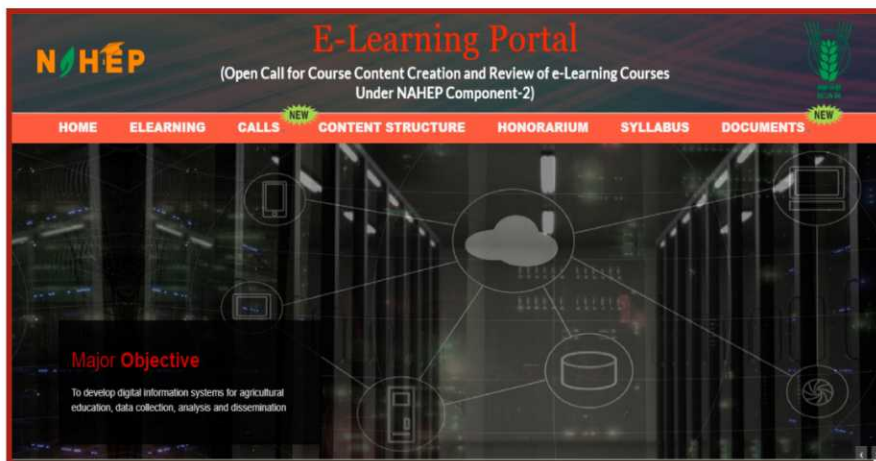 NAHEP
E-Learning Portal
(Open Call for Course Content Creation and Review of e-Learning Courses
Under NAHEP Component-2)
NEW
NEW
HOME ELEARNING CALLS CONTENT STRUCTURE HONORARIUM SYLLABUS DOCUMENTS
Major Objective
To develop digital information systems for agricultural
education, data collection, analysis and dissemination